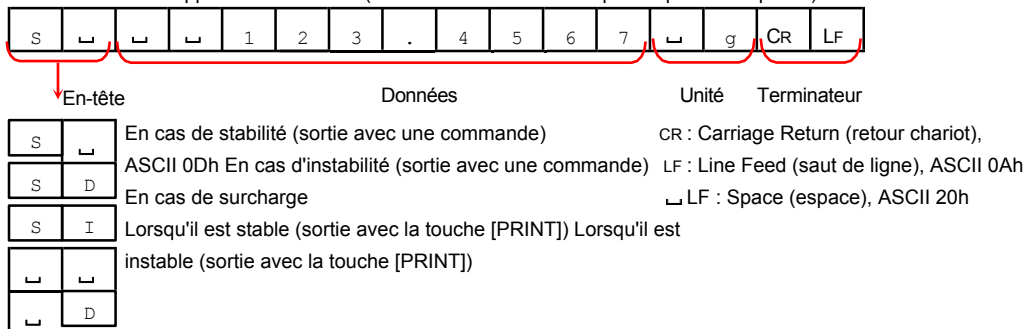 S ␣ ␣ ␣ 1 2 3 . 4 5 6 7 ␣ g CR LF
En-tête Données Unité Terminateur
S ␣ En cas de stabilité (sortie avec une commande) CR : Carriage Return (retour chariot),
ASCII 0Dh En cas d'instabilité (sortie avec une commande) LF : Line Feed (saut de ligne), ASCII 0Ah
S D
En cas de surcharge ␣ LF : Space (espace), ASCII 20h
S I Lorsqu'il est stable (sortie avec la touche [PRINT]) Lorsqu'il est
instable (sortie avec la touche [PRINT])
␣ ␣
␣ D